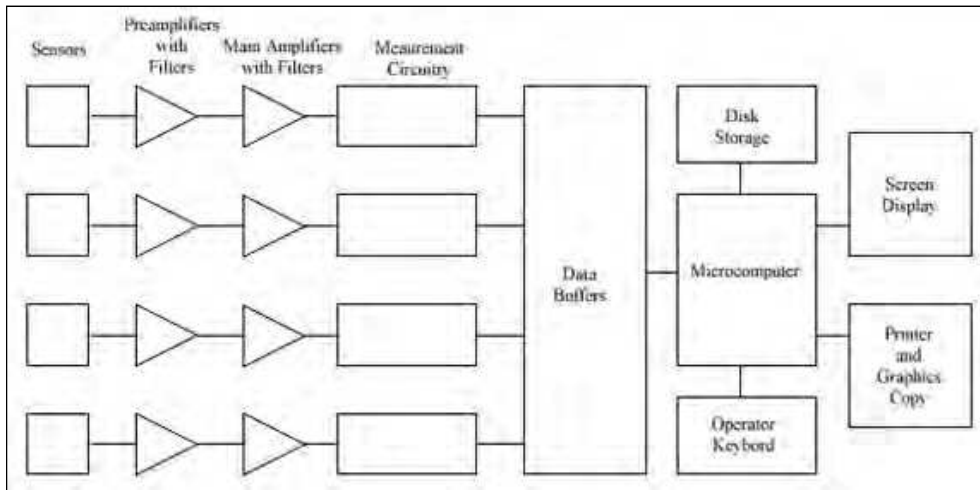 Sensors
Preamplifiers
with
Filters
Main Amplifiers
with Filters
Measurement
Circuitry
Data
Buffers
Disk
Storage
Microcomputer
Operator
Keybord
Screen
Display
Printer
and
Graphics
Copy